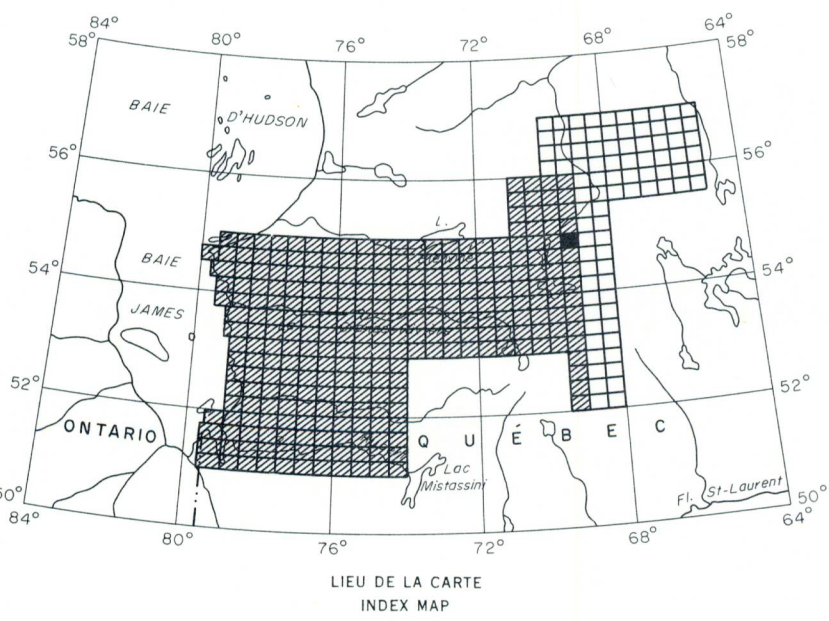 84° 80° 76° 72° 68° 64°
58° 58°
BAIE
D'HUDSON
56° 56°
L.
BAIE
54° 54°
JAMES
52° 52°
ONTARIO
Q U É B E C
Lac
Mistassini
Fl. St-Laurent
50° 50°
84° 80° 76° 72° 68° 64°
LIEU DE LA CARTE
INDEX MAP